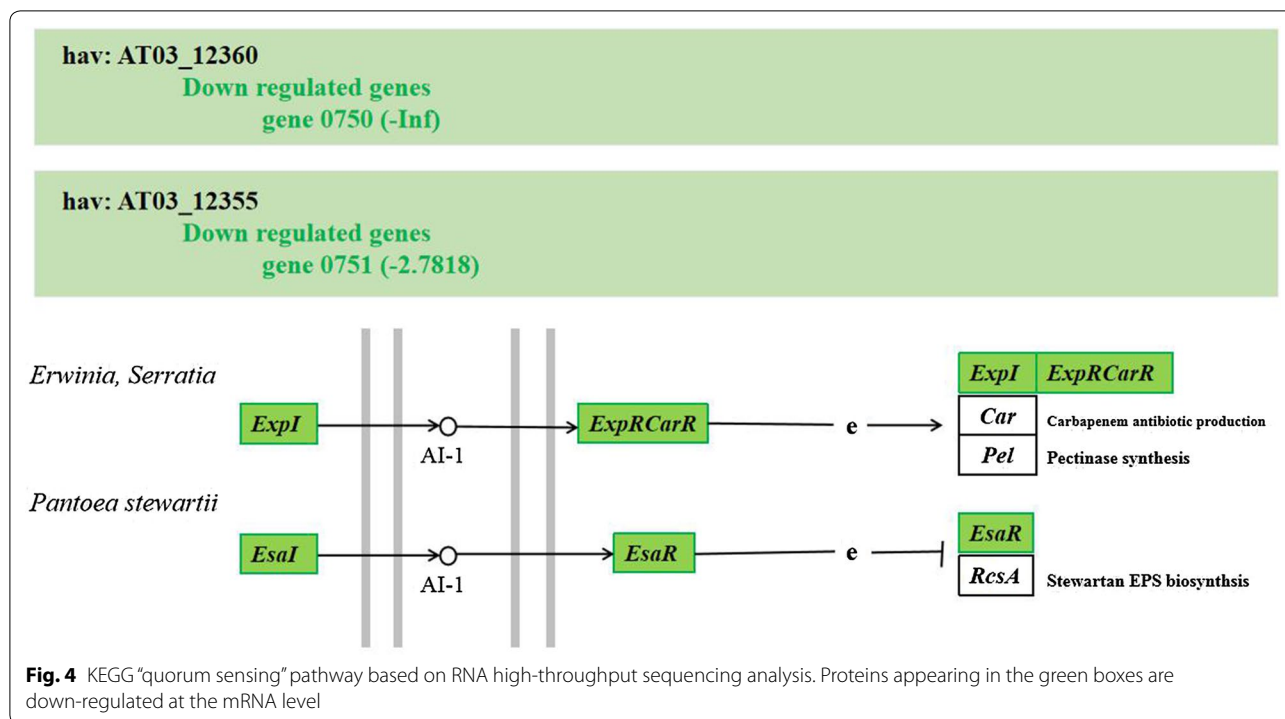 hav: AT03_12360
Down regulated genes
gene 0750 (-Inf)
hav: AT03_12355
Down regulated genes
gene 0751 (-2.7818)
Erwinia, Serratia
ExpI
AI-1
ExpRCarR
e
ExpI ExpRCarR
Car Carbapenem antibiotic production
Pel Pectinase synthesis
Pantoea stewartii
EsaI
AI-1
EsaR
e
EsaR
RcsA Stewartan EPS biosynthsis
Fig. 4 KEGG “quorum sensing” pathway based on RNA high-throughput sequencing analysis. Proteins appearing in the green boxes are
down-regulated at the mRNA level